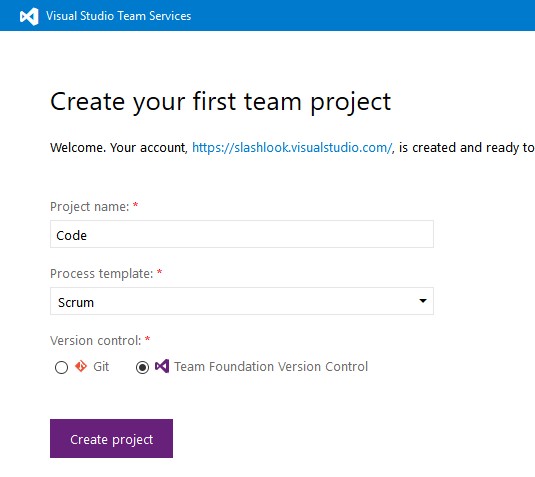 Visual Studio Team Services
Create your first team project
Welcome. Your account, https://slashlook.visualstudio.com/, is created and ready to
Project name: *
Code
Process template: *
Scrum
Version control: *
Git Team Foundation Version Control
Create project